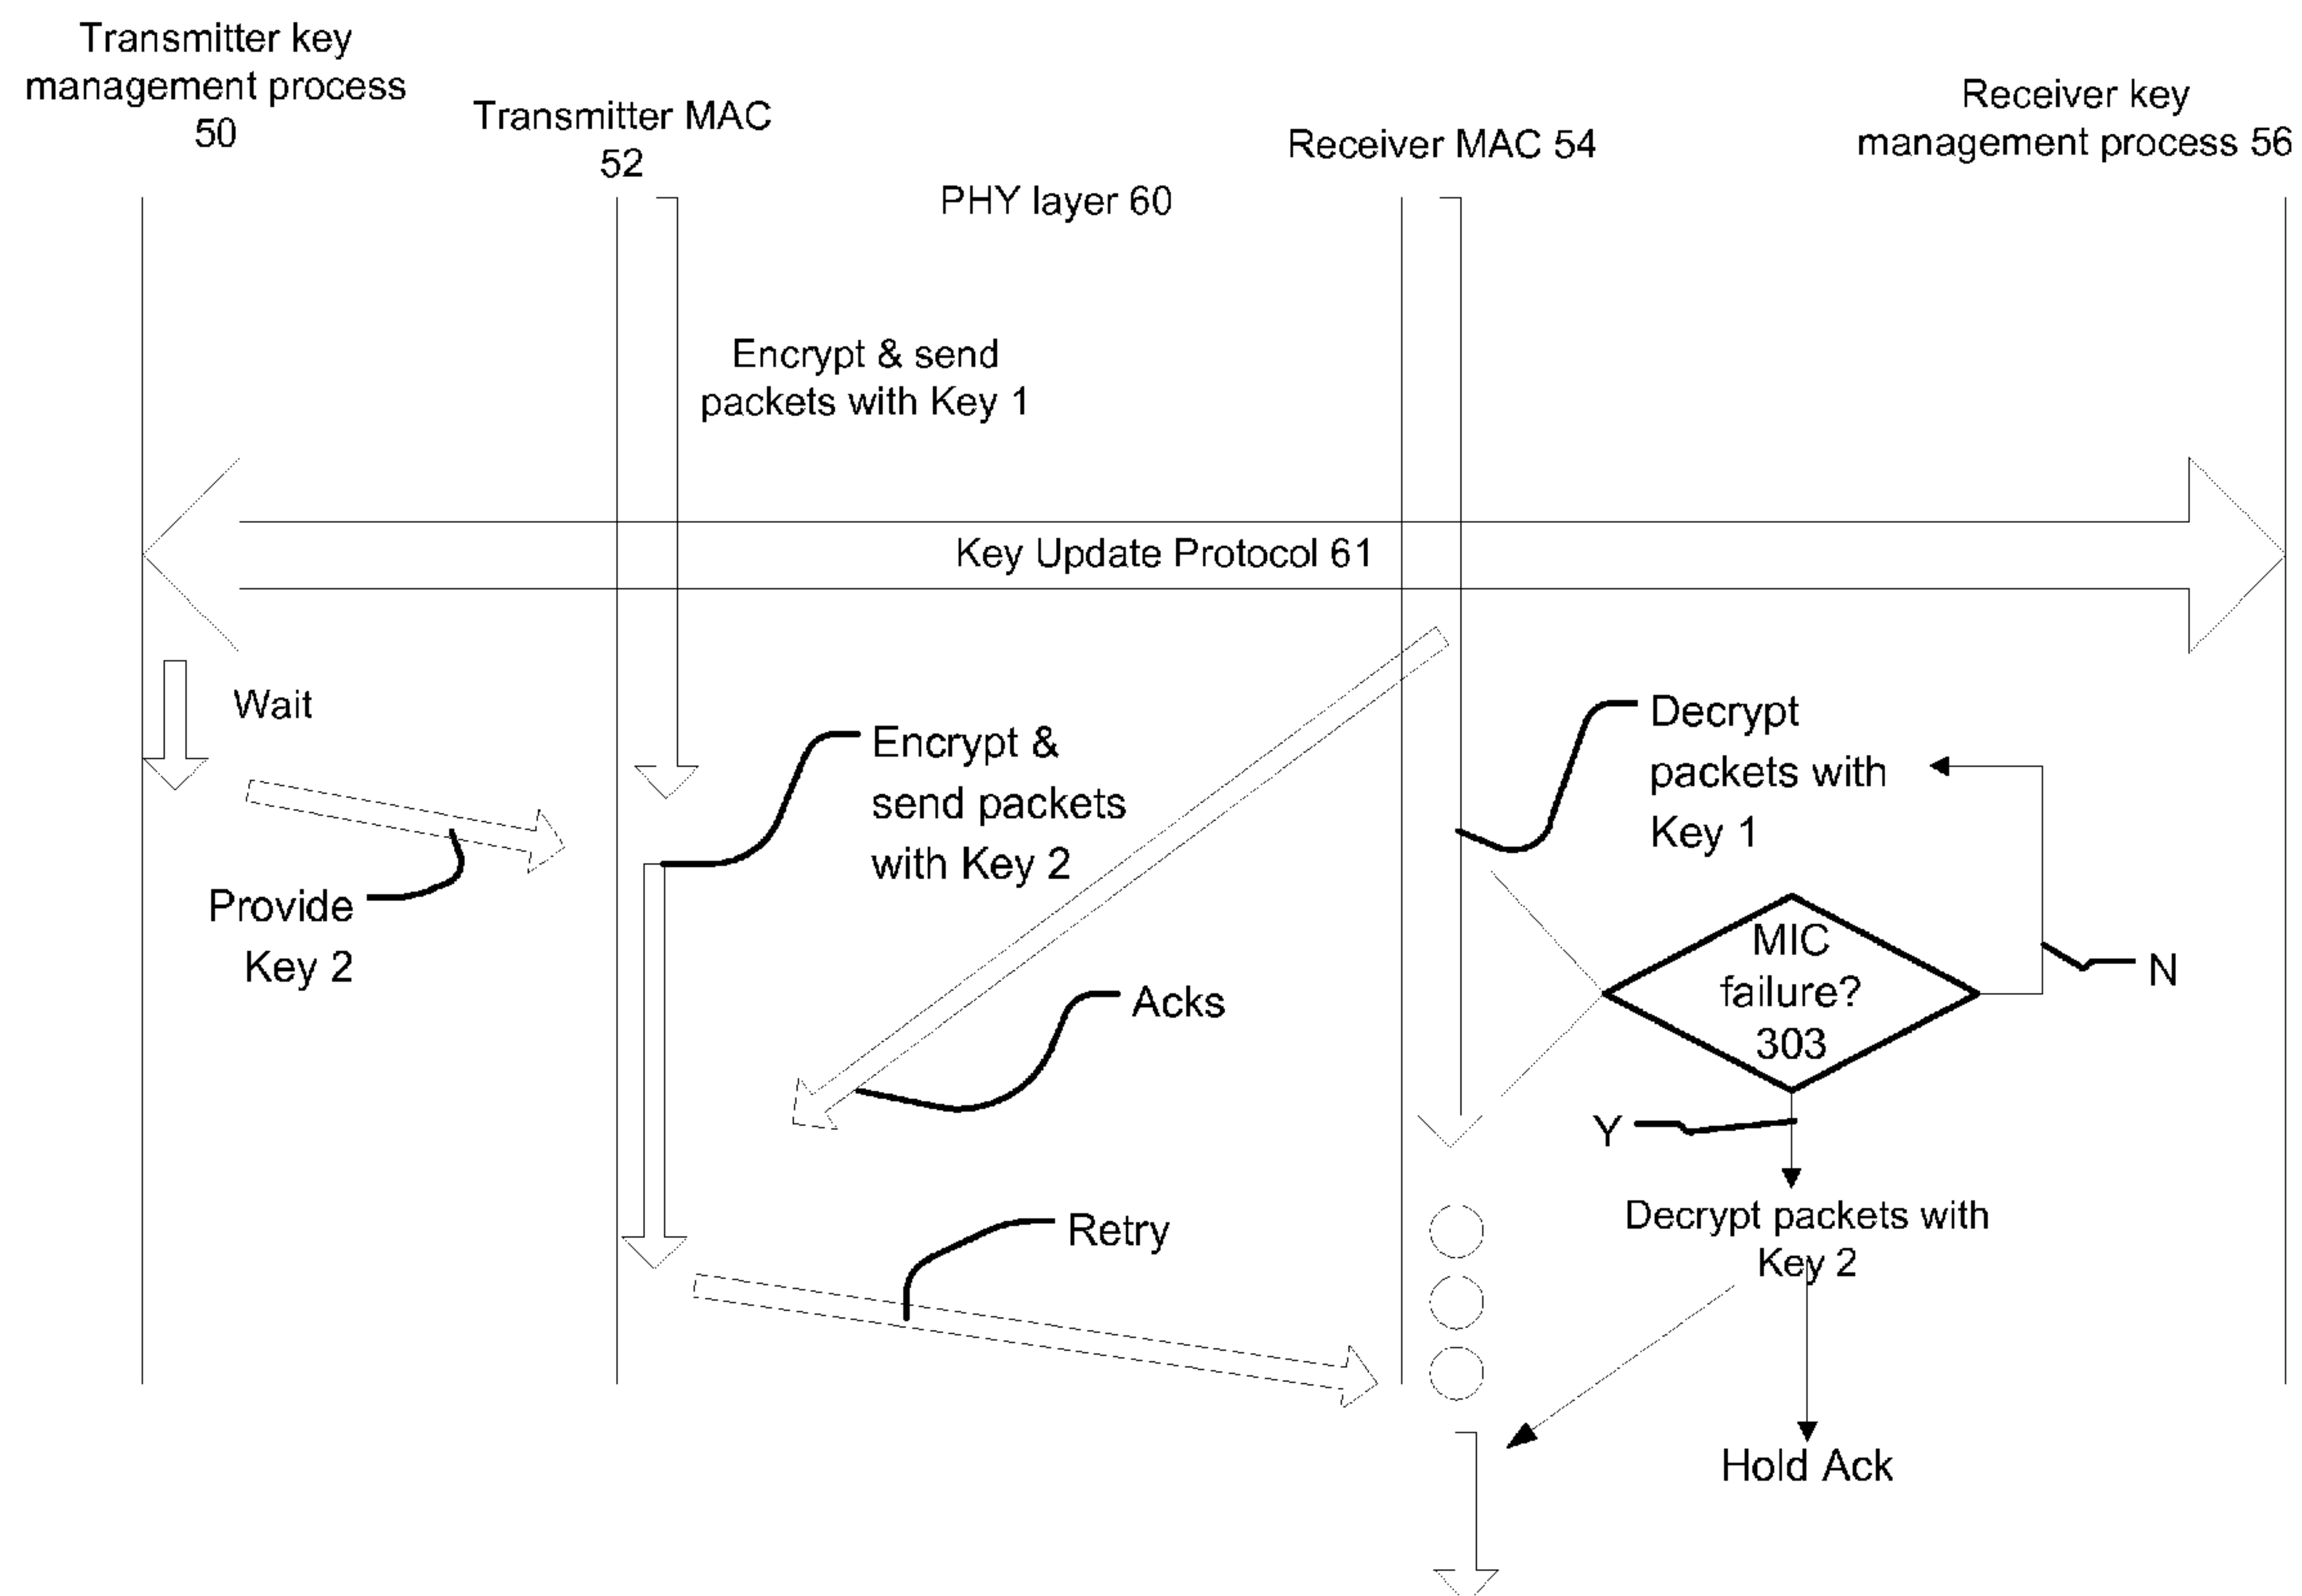 Transmitter key
management process
50
Transmitter MAC
52
Receiver MAC 54
Receiver key
management process 56
PHY layer 60
Encrypt & send
packets with Key 1
Key Update Protocol 61
Wait
Encrypt &
send packets
with Key 2
Decrypt
packets with
Key 1
Provide
Key 2
MIC
failure?
303
N
Acks
Y
Retry
Decrypt packets with
Key 2
Hold Ack